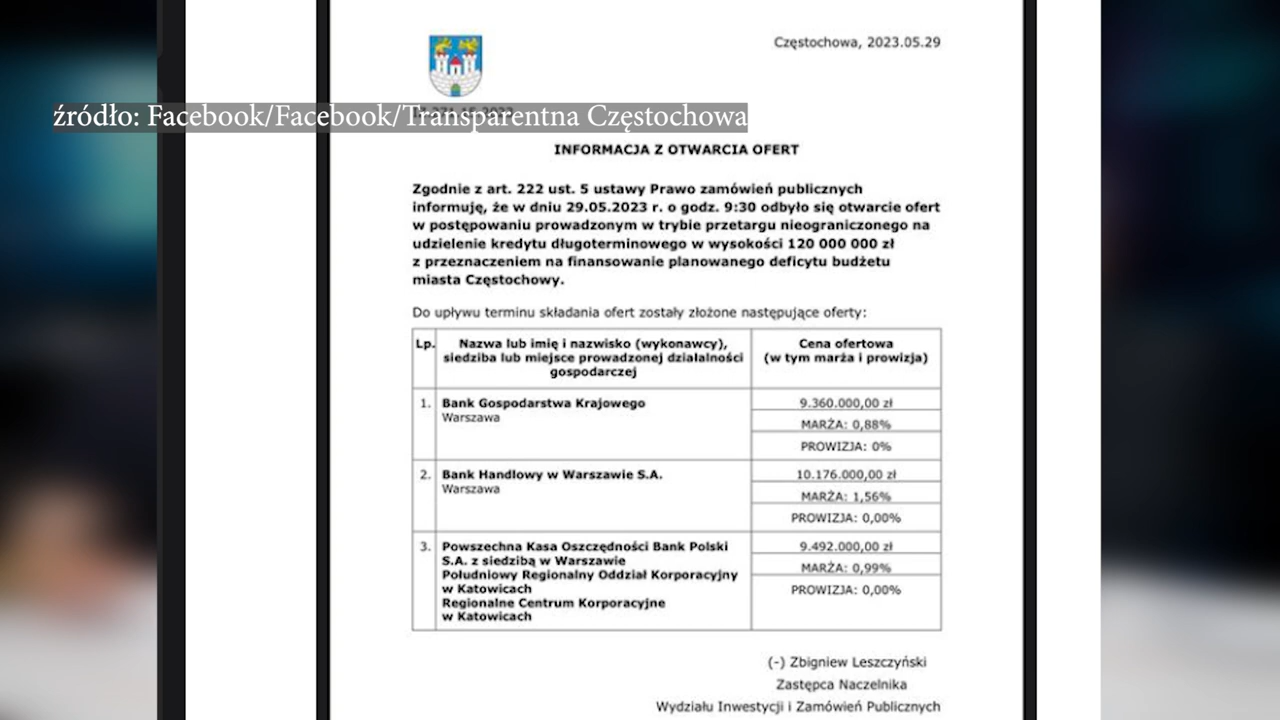 Częstochowa, 2023.05.29
źródło: Facebook/Facebook/Transparentna Częstochowa
INFORMACJA Z OTWARCIA OFERT
Zgodnie z art. 222 ust. 5 ustawy Prawo zamówień publicznych
informuję, że w dniu 29.05.2023 r. o godz. 9:30 odbyło się otwarcie ofert
w postępowaniu prowadzonym w trybie przetargu nieograniczonego na
udzielenie kredytu długoterminowego w wysokości 120 000 000 zł
z przeznaczeniem na finansowanie planowanego deficytu budżetu
miasta Częstochowy.
Do upływu terminu składania ofert zostały złożone następujące oferty:
Lp.
Nazwa lub imię i nazwisko (wykonawcy),
siedziba lub miejsce prowadzonej działalności
gospodarczej
Cena ofertowa
(w tym marża i prowizja)
1.
Bank Gospodarstwa Krajowego
Warszawa
9.360.000,00 zł
MARŻA: 0,88%
PROWIZJA: 0%
2.
Bank Handlowy w Warszawie S.A.
Warszawa
10.176.000,00 zł
MARŻA: 1,56%
PROWIZJA: 0,00%
3.
Powszechna Kasa Oszczędności Bank Polski
S.A. z siedzibą w Warszawie
Południowy Regionalny Oddział Korporacyjny
w Katowicach
Regionalne Centrum Korporacyjne
w Katowicach
9.492.000,00 zł
MARŻA: 0,99%
PROWIZJA: 0,00%
(-) Zbigniew Leszczyński
Zastępca Naczelnika
Wydziału Inwestycji i Zamówień Publicznych